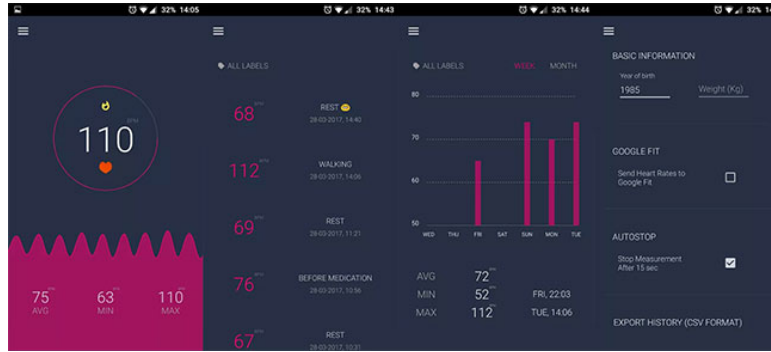 32% 14:05
110
BPM
75
63
110
AVG
MIN
MAX
32% 14:43
ALL LABELS
68 BPM
REST
28-03-2017, 14:40
112 BPM
WALKING
28-03-2017, 14:06
69 BPM
REST
28-03-2017, 11:21
76 BPM
BEFORE MEDICATION
28-03-2017, 10:56
67 BPM
REST
28-03-2017, 10:31
32% 14:44
ALL LABELS WEEK MONTH
80
70
60
50
WED THU FRI SAT SUN MON TUE
AVG 72
MIN 52 FRI, 22:03
MAX 112 TUE, 14:06
32%
BASIC INFORMATION
Year of birth
1985 Weight (Kg)
GOOGLE FIT
Send Heart Rates to
Google Fit
AUTOSTOP
Stop Measurement
After 15 sec
EXPORT HISTORY (CSV FORMAT)